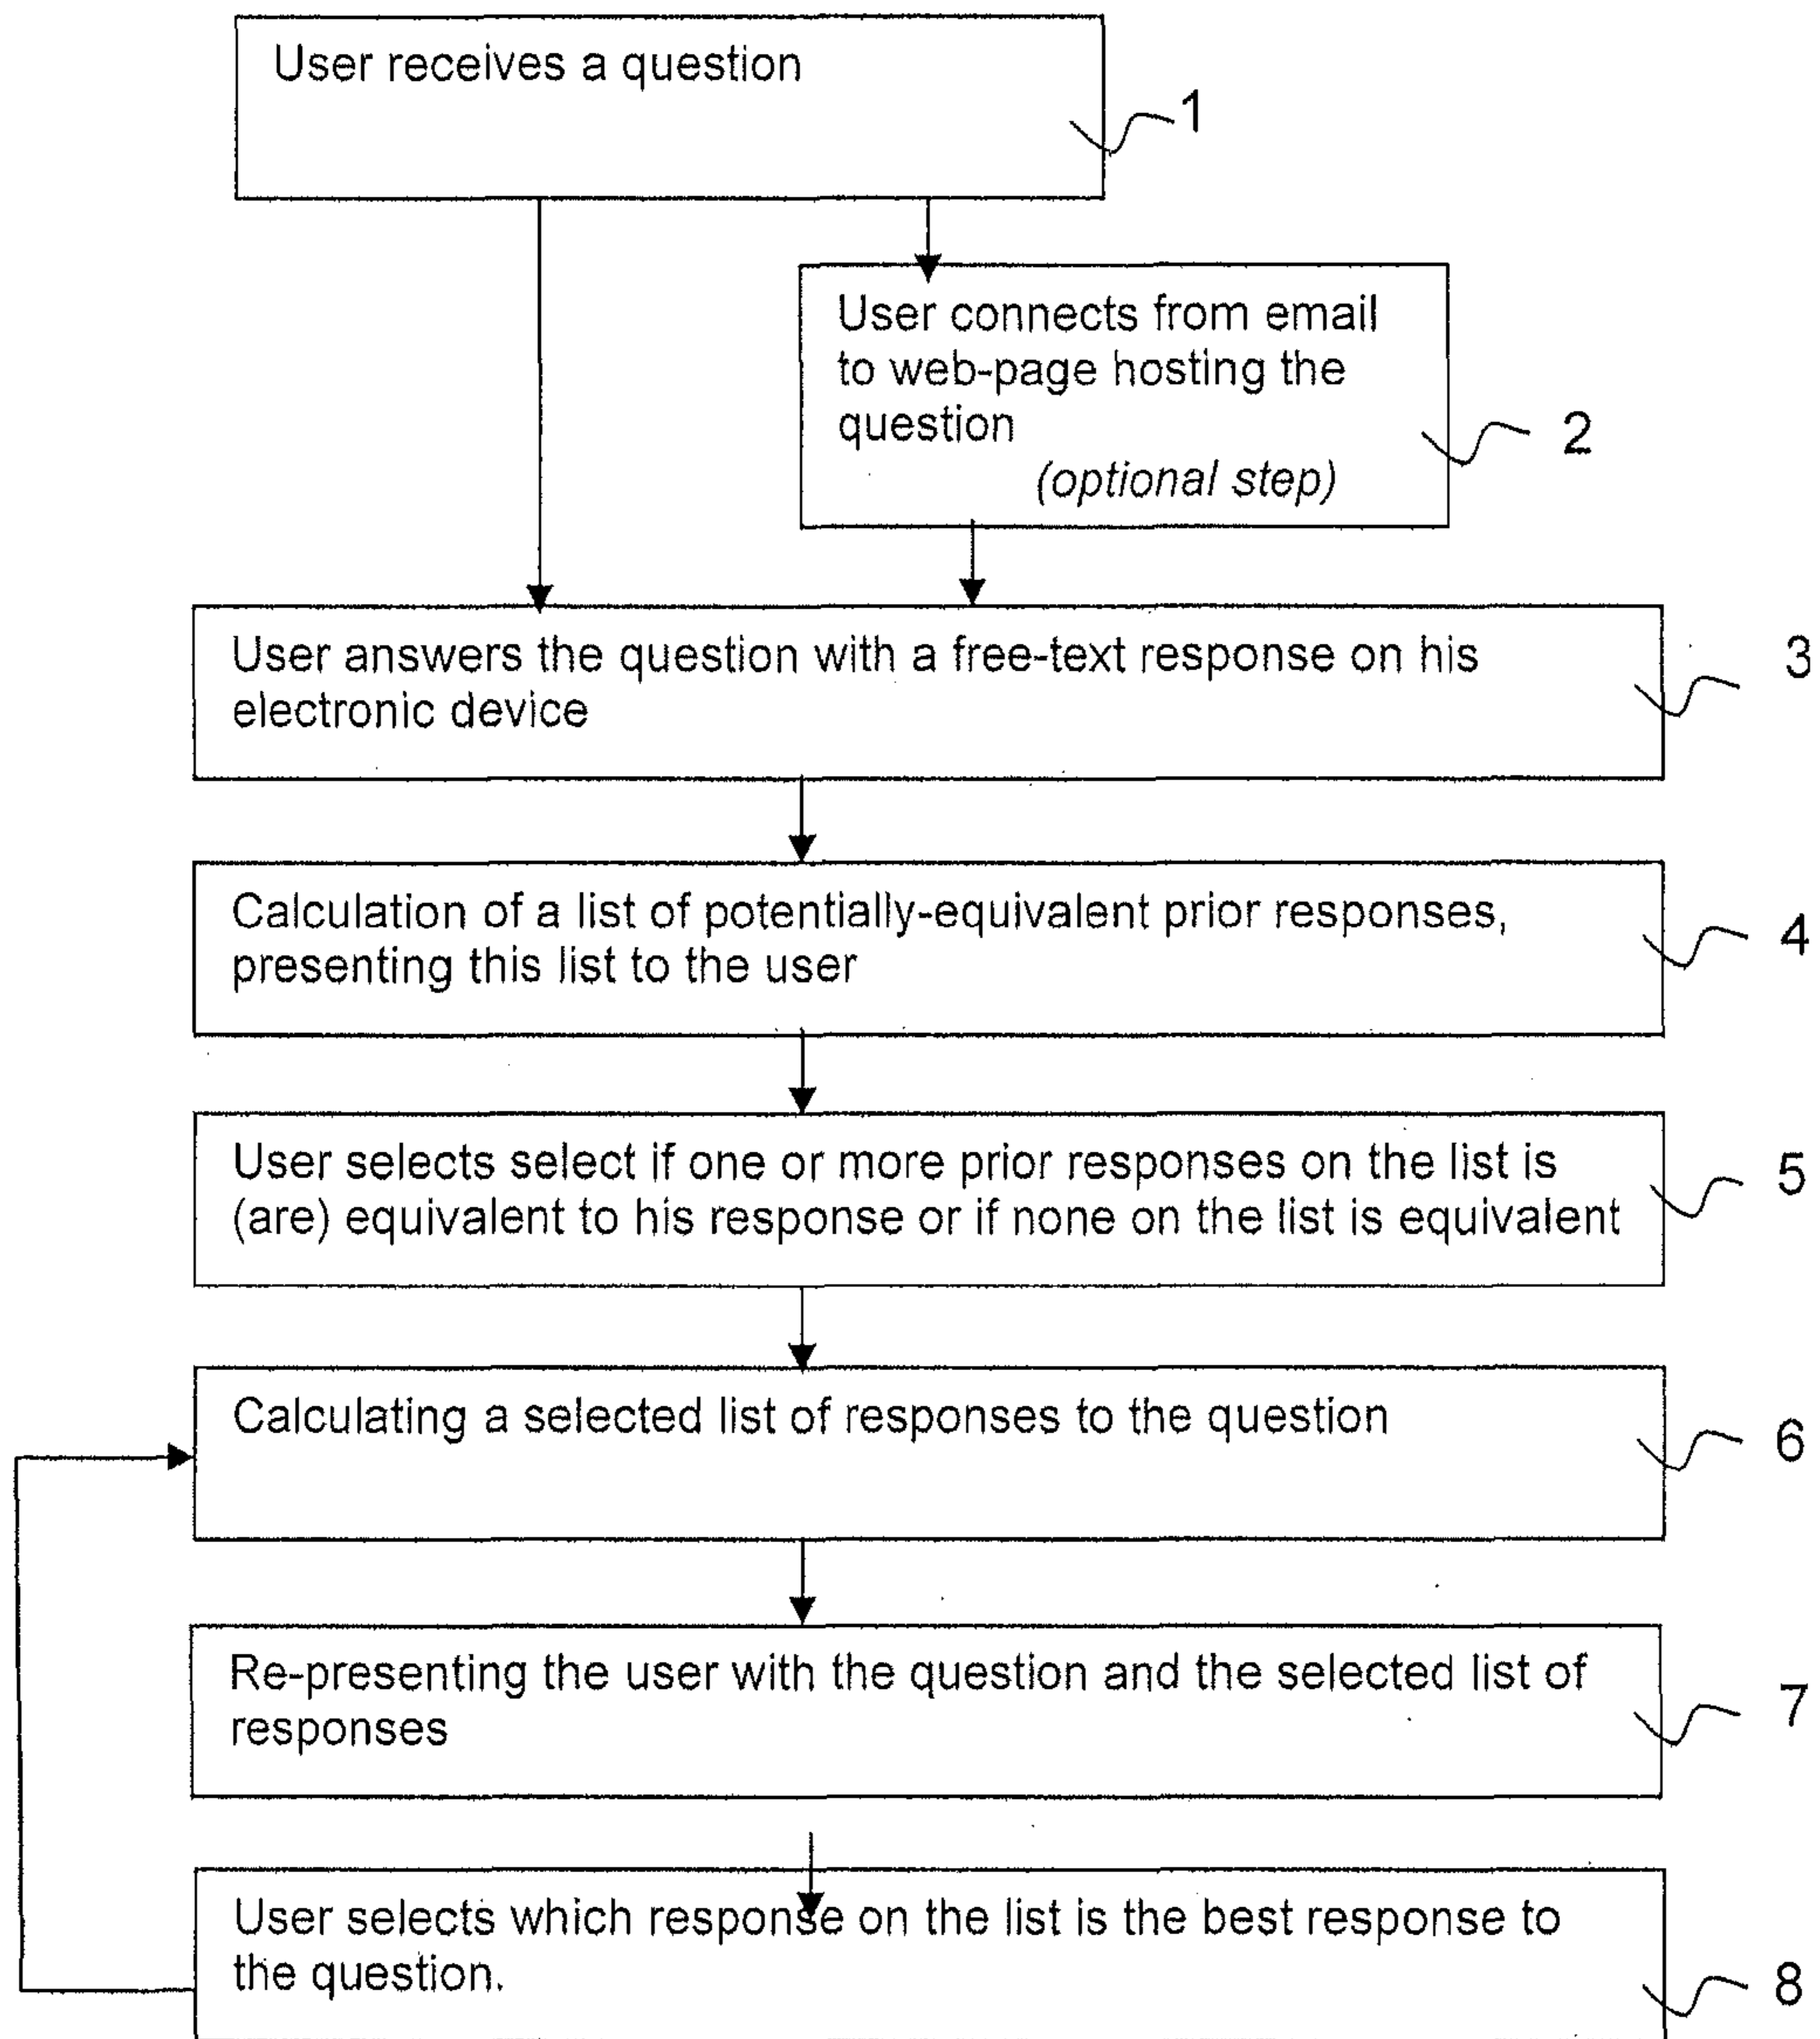 User receives a question
1
User connects from email
to web-page hosting the
question
(optional step)
2
User answers the question with a free-text response on his
electronic device
3
Calculation of a list of potentially-equivalent prior responses,
presenting this list to the user
4
User selects select if one or more prior responses on the list is
(are) equivalent to his response or if none on the list is equivalent
5
Calculating a selected list of responses to the question
6
Re-presenting the user with the question and the selected list of
responses
7
User selects which response on the list is the best response to
the question.
8